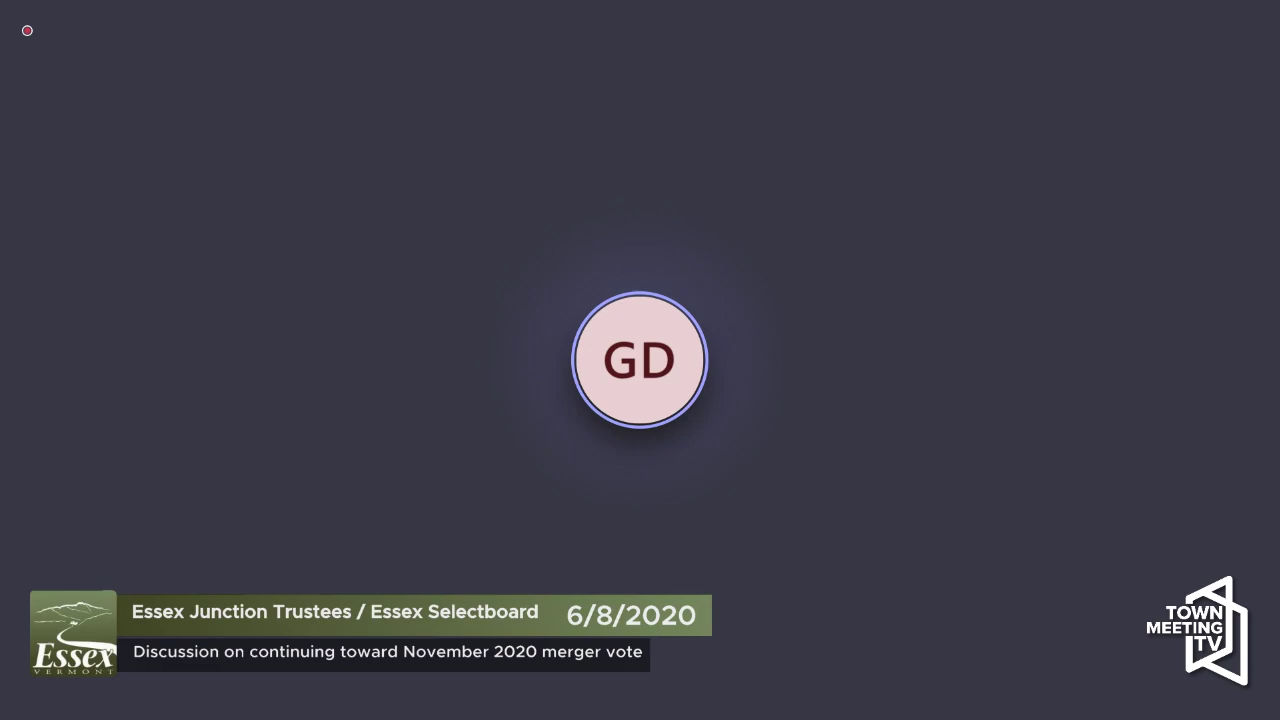 GD
Essex Junction Trustees / Essex Selectboard 6/8/2020
Discussion on continuing toward November 2020 merger vote
Essex
VERMONT
TOWN
MEETING
TV